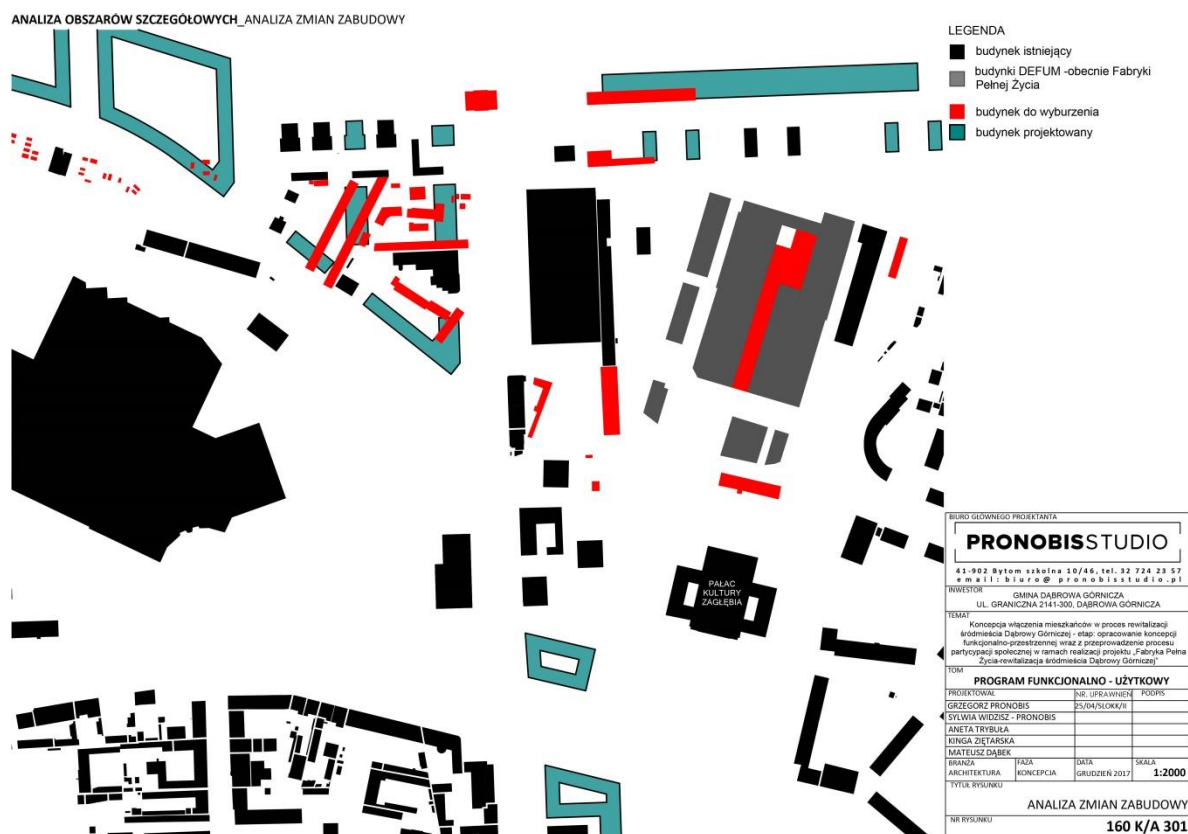 ANALIZA OBSZARÓW SZCZEGÓŁOWYCH_ANALIZA ZMIAN ZABUDOWY
LEGENDA
budynek istniejący
budynki DEFUM -obecnie Fabryki
Pełnej Życia
budynek do wyburzenia
budynek projektowany
PAŁAC
KULTURY
ZAGŁĘBIA
BIURO GŁÓWNEGO PROJEKTANTA
PRONOBISSTUDIO
41-902 Bytom szkolna 10/46, tel. 32 724 23 57
email: biuro@pronobisstudio.pl
INWESTOR
GMINA DĄBROWA GÓRNICZA
UL. GRANICZNA 2141-300, DĄBROWA GÓRNICZA
TEMAT
Koncepcja włączenia mieszkańców w proces rewitalizacji
śródmieścia Dąbrowy Górniczej - etap: opracowanie koncepcji
funkcjonalno-przestrzennej wraz z przeprowadzenie procesu
partycypacji społecznej w ramach realizacji projektu „Fabryka Pełna
Życia-rewitalizacja śródmieścia Dąbrowy Górniczej"
TOM
PROGRAM FUNKCJONALNO - UŻYTKOWY
PROJEKTOWAŁ NR. UPRAWNIEŃ PODPIS
GRZEGORZ PRONOBIS 25/04/SLOKK/II
SYLWIA WIDZISZ - PRONOBIS
ANETA TRYBUŁA
KINGA ZIĘTARSKA
MATEUSZ DĄBEK
BRANŻA FAZA DATA SKALA
ARCHITEKTURA KONCEPCJA GRUDZIEŃ 2017 1:2000
TYTUŁ RYSUNKU
ANALIZA ZMIAN ZABUDOWY
NR RYSUNKU
160 K/A 301